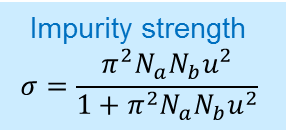 Impurity strength
σ = π²NₐN_bu² / 1 + π²NₐN_bu²